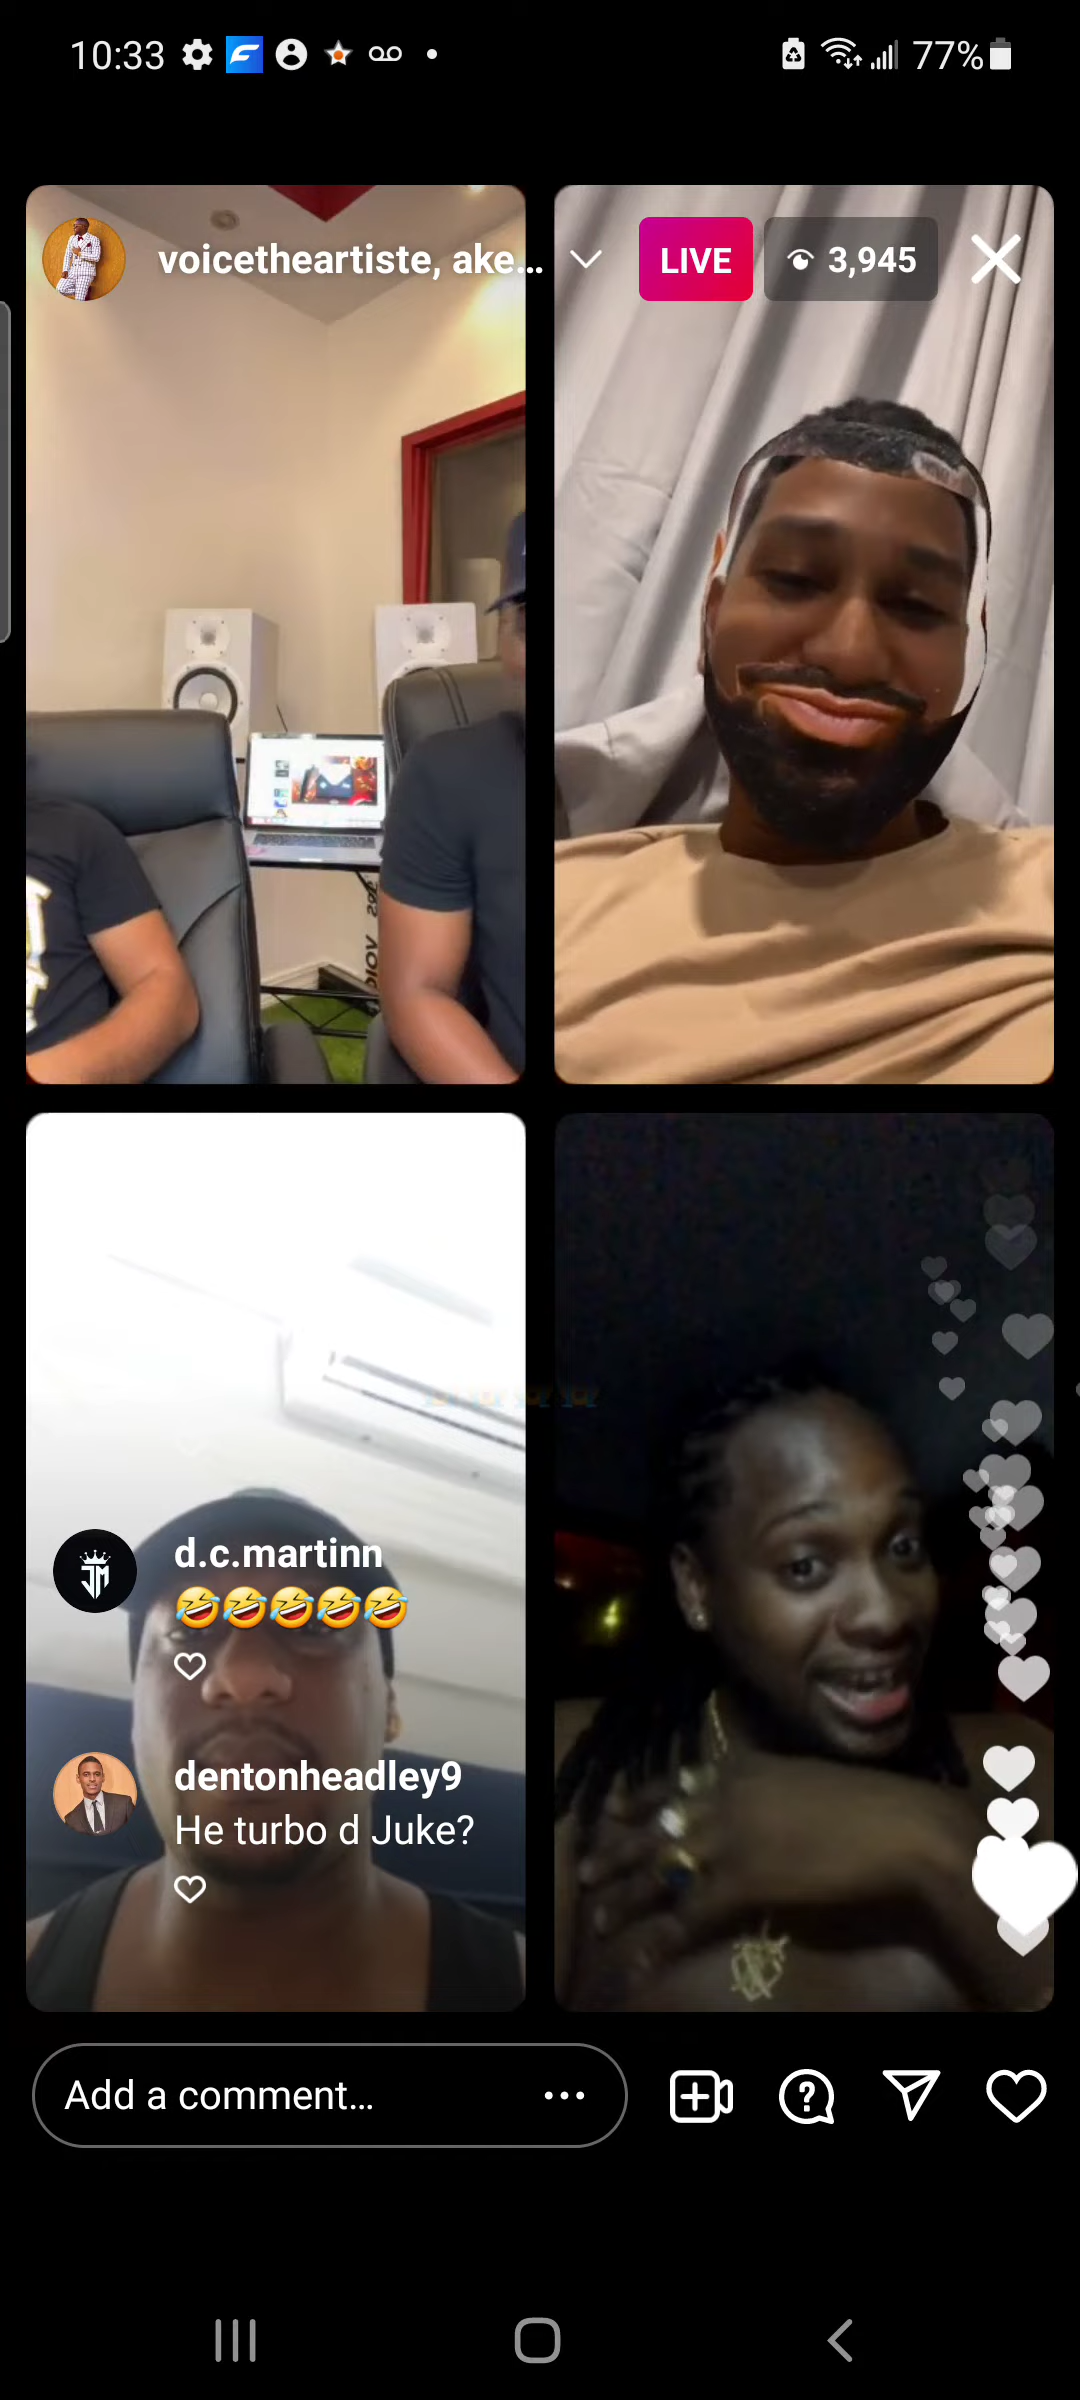 10:33
77%
voicetheartiste, ake...
LIVE
3,945
d.c.martinn
🤣🤣🤣🤣🤣
dentonheadley9
He turbo d Juke?
Add a comment...